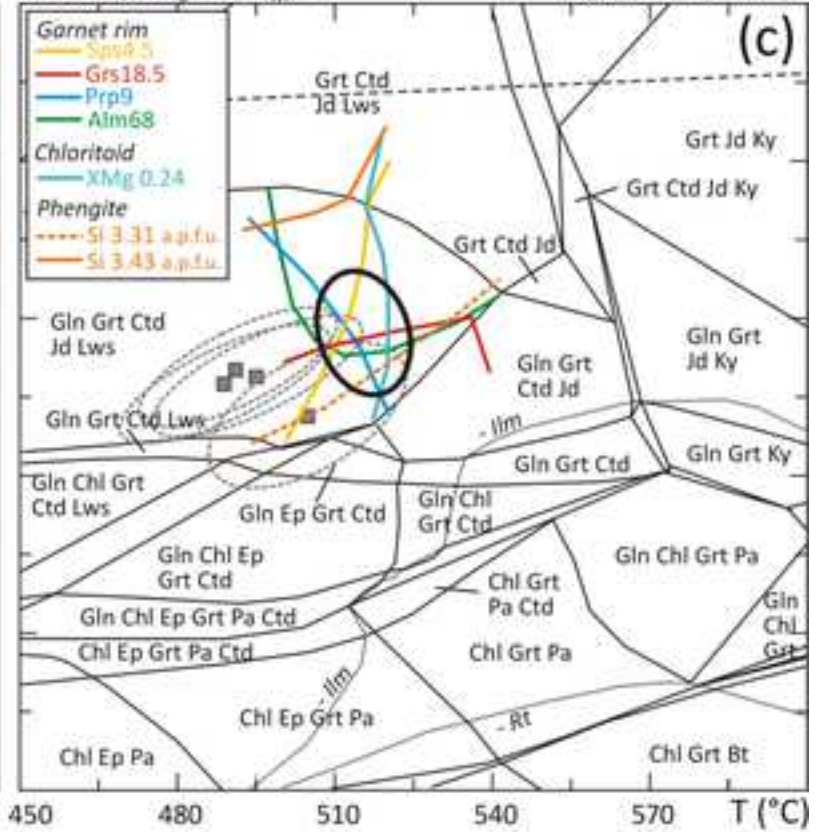 (c)
Garnet rim
Sps4.5
Grs18.5
Prp9
Alm68
Chloritoid
XMg 0.24
Phengite
Si 3.31 a.p.f.u.
Si 3.43 a.p.f.u.
Grt Ctd
Jd Lws
Grt Jd Ky
Grt Ctd Jd Ky
Grt Ctd Jd
Gln Grt Ctd
Jd Lws
Gln Grt
Jd Ky
Gln Grt
Ctd Jd
Gln Grt Ctd Lws
- Ilm
Gln Grt Ctd
Gln Grt Ky
Gln Chl Grt
Ctd Lws
Gln Ep Grt Ctd
Gln Chl
Grt Ctd
Gln Chl Ep
Grt Ctd
Gln Chl Grt Pa
Chl Grt
Pa Ctd
Gln
Chl
Grt
Gln Chl Ep Grt Pa Ctd
Chl Ep Grt Pa Ctd
Chl Grt Pa
- Ilm
Chl Ep Grt Pa
- Rt
Chl Ep Pa
Chl Grt Bt
450 480 510 540 570 T (°C)